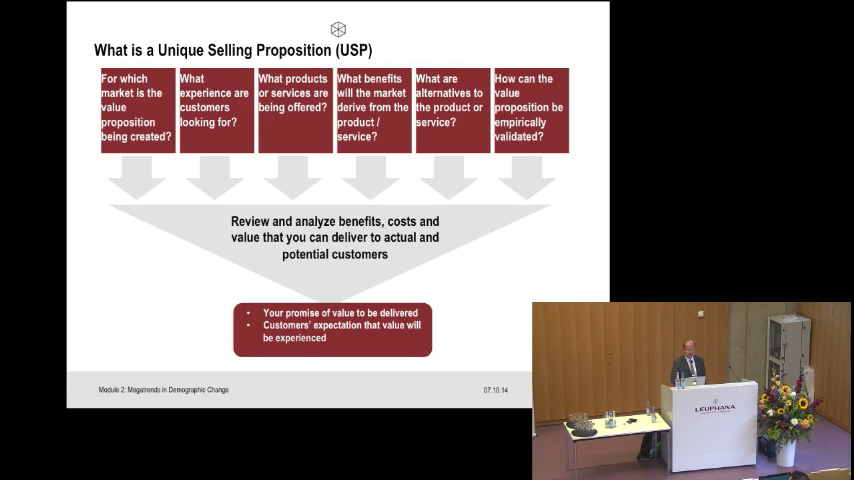 What is a Unique Selling Proposition (USP)
For which
market is the
value
proposition
being created?
What
experience are
customers
looking for?
What products
or services are
being offered?
What benefits
will the market
derive from the
product /
service?
What are
alternatives to
the product or
service?
How can the
value
proposition be
empirically
validated?
Review and analyze benefits, costs and
value that you can deliver to actual and
potential customers
• Your promise of value to be delivered
• Customers' expectation that value will
be experienced
Module 2: Megatrends in Demographic Change
07.10.14
LEUPHANA